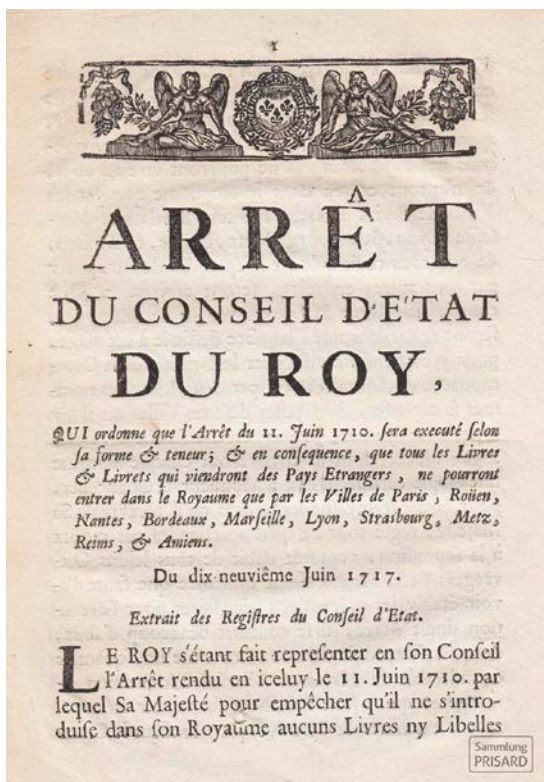 1
ARRÊT
DU CONSEIL D'E'TAT
DU ROY,
QUI ordonne que l'Arrêt du 11. Juin 1710. ſera executé ſelon
ſa forme & teneur; & en conſequence, que tous les Livres
& Livrets qui viendront des Pays Etrangers, ne pourront
entrer dans le Royaume que par les Villes de Paris, Roüen,
Nantes, Bordeaux, Marſeille, Lyon, Strasbourg, Metz,
Reims, & Amiens.
Du dix-neuviême Juin 1717.
Extrait des Regiſtres du Conſeil d'Etat.
LE ROY s'étant fait repreſenter en ſon Conſeil
l'Arrêt rendu en iceluy le 11. Juin 1710. par
lequel Sa Majeſté pour empêcher qu'il ne s'intro-
duiſe dans ſon Royaume aucuns Livres ny Libelles
Sammlung
PRISARD